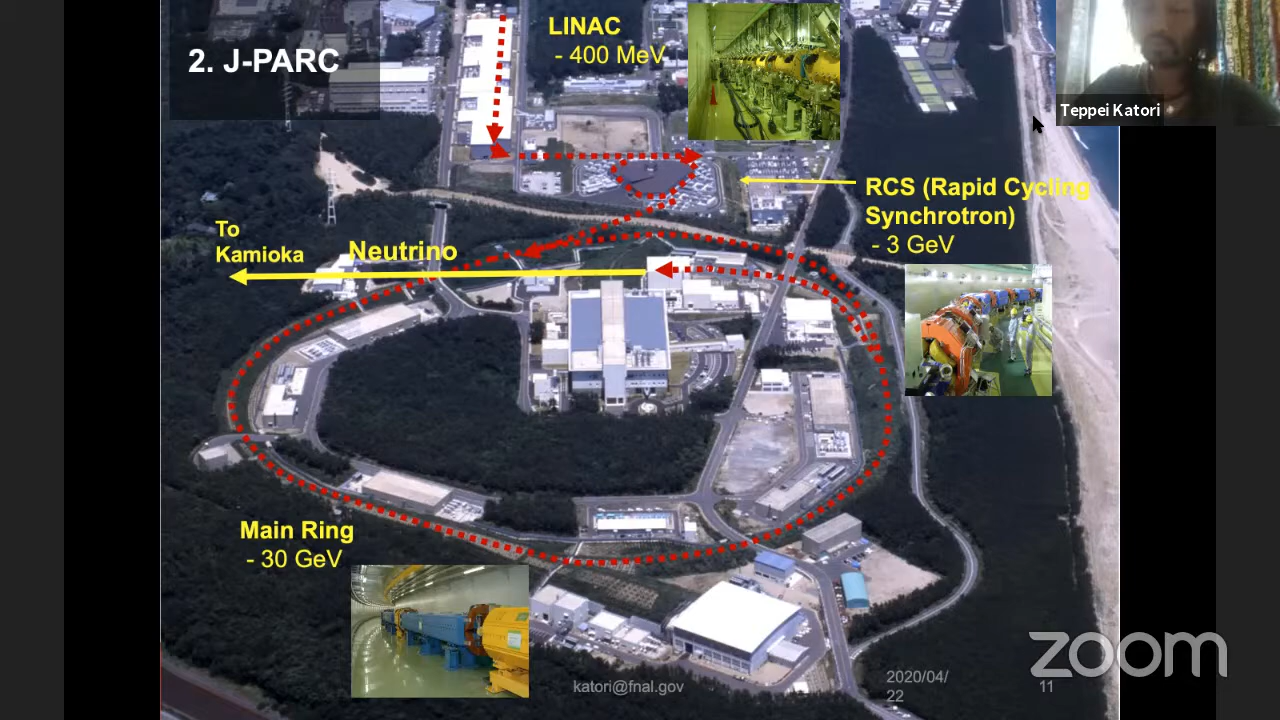 2. J-PARC
LINAC
- 400 MeV
Teppei Katori
RCS (Rapid Cycling
Synchrotron)
- 3 GeV
To
Kamioka
Neutrino
Main Ring
- 30 GeV
katori@fnal.gov
2020/04/
22
11
zoom